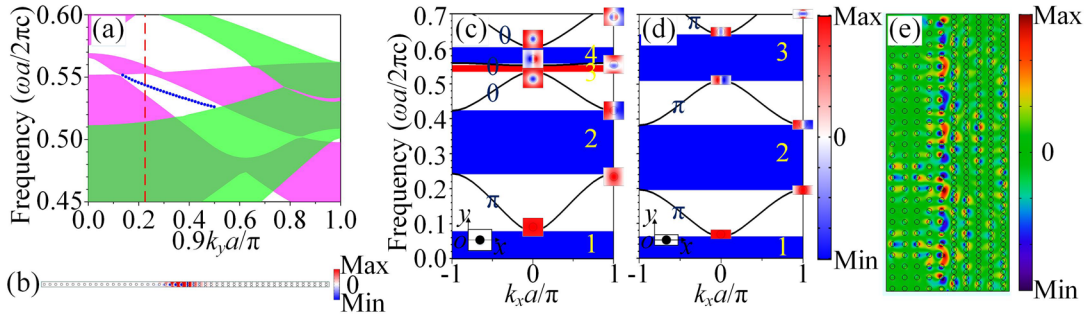 (a)
Frequency (ωa/2πc)
0.60
0.55
0.50
0.45
0.0 0.2 0.4 0.6 0.8 1.0
0.9kya/π
(b)
Max
0
Min
(c)
Frequency (ωa/2πc)
0.7
0.6
0.5
0.4
0.3
0.2
0.1
0.0
0
4
0
3
0
2
π
1
y
o
x
-1 0 1
kxa/π
(d)
3
π
π
2
π
1
y
o
x
-1 0 1
kxa/π
Max
0
Min
(e)
Max
0
Min